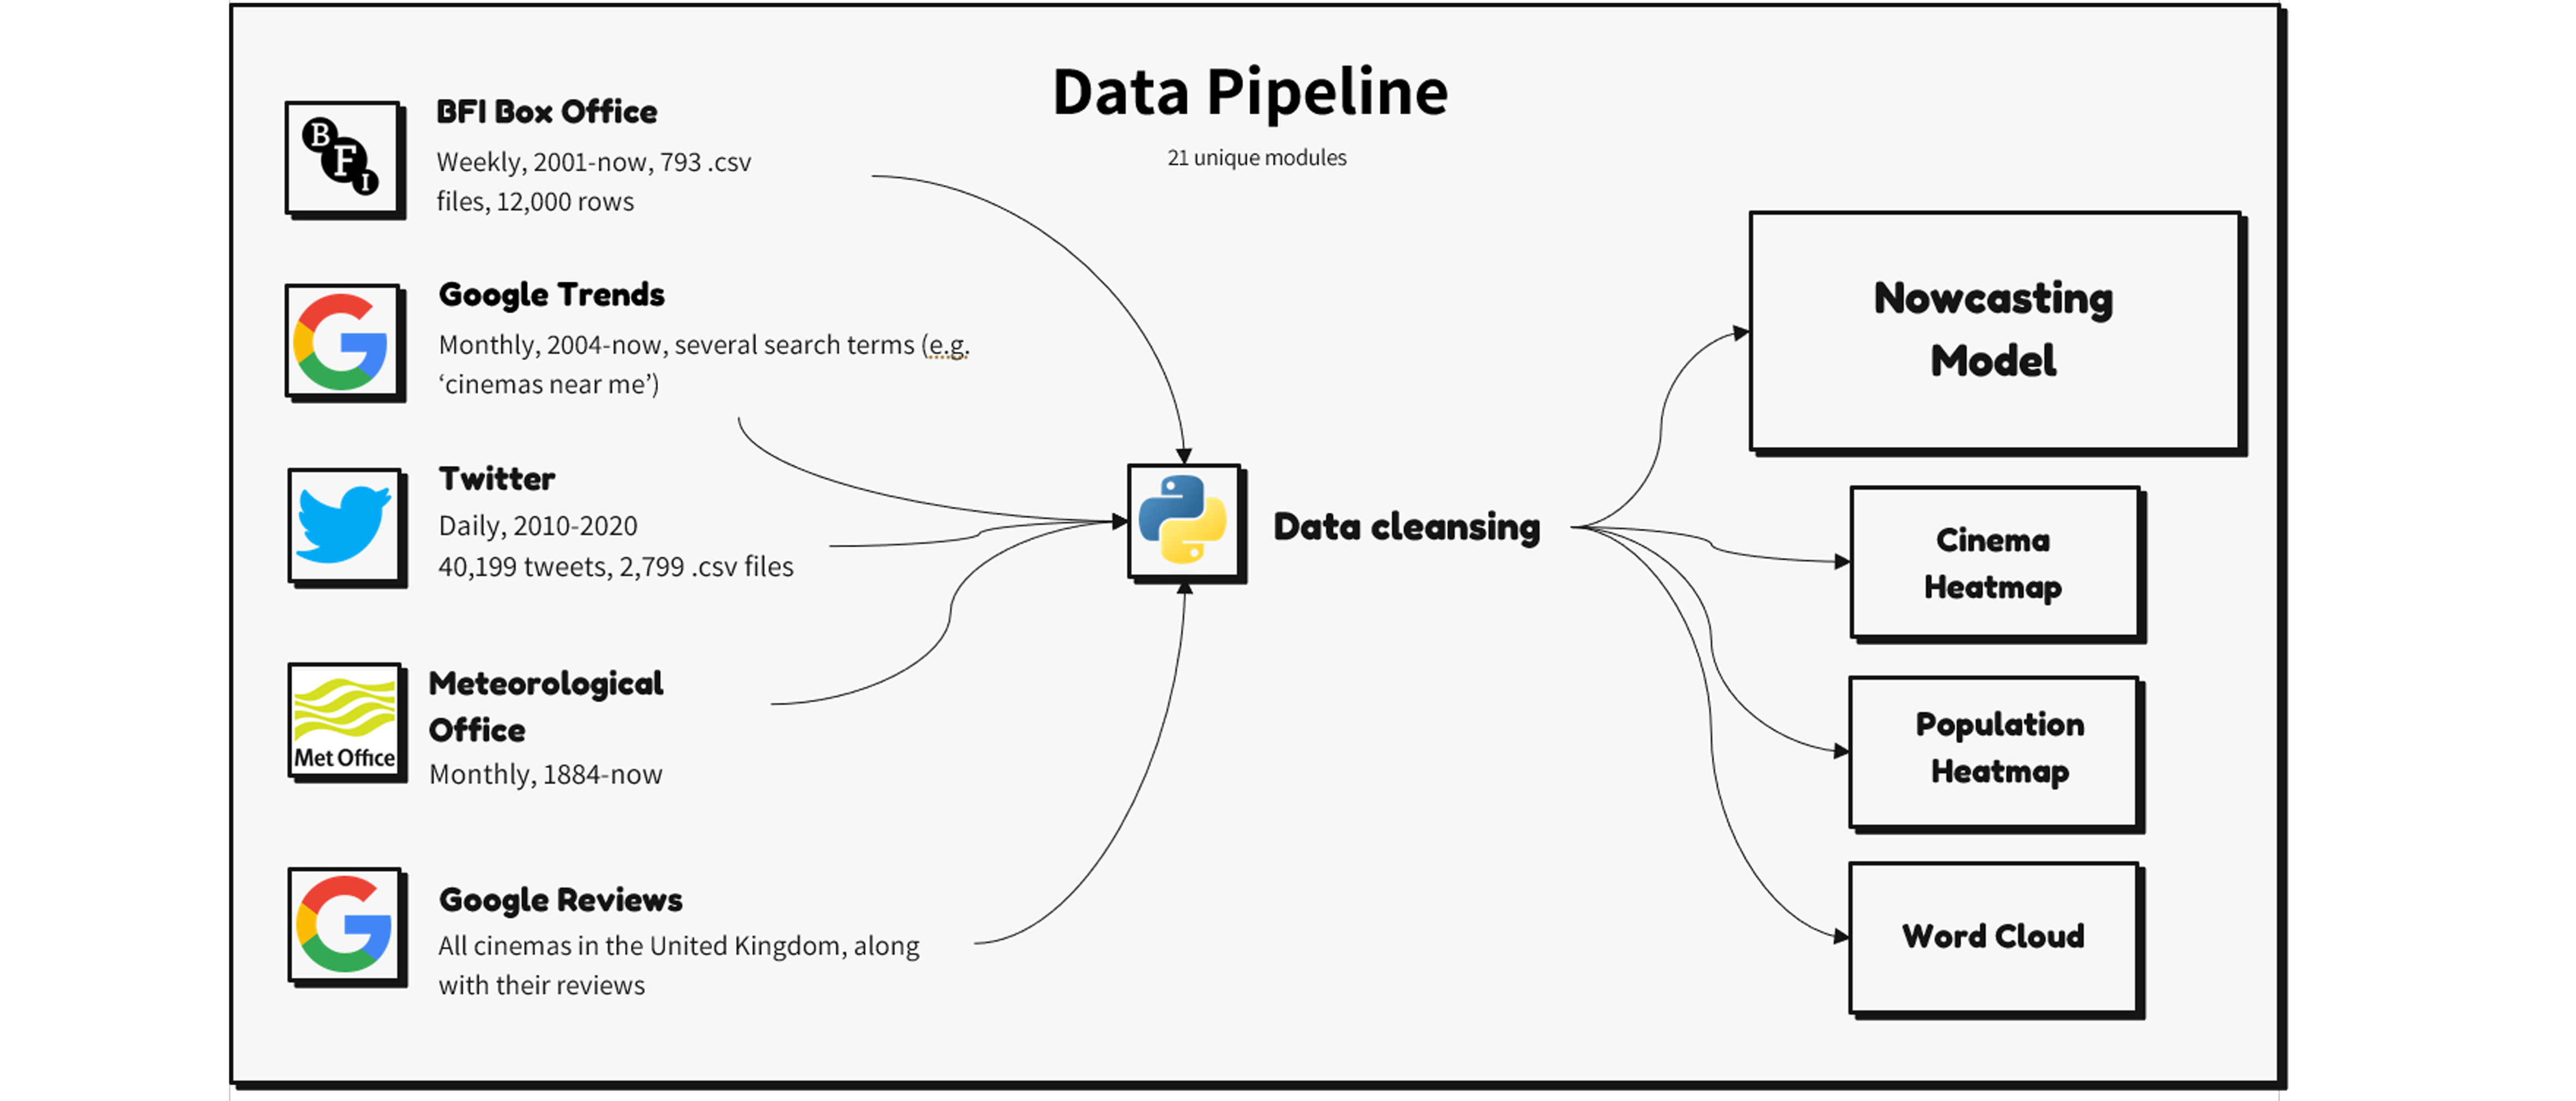 Data Pipeline
21 unique modules
B
F
I
BFI Box Office
Weekly, 2001-now, 793 .csv
files, 12,000 rows
Google Trends
Monthly, 2004-now, several search terms (e.g.
‘cinemas near me’)
Twitter
Daily, 2010-2020
40,199 tweets, 2,799 .csv files
Met Office
Meteorological
Office
Monthly, 1884-now
Google Reviews
All cinemas in the United Kingdom, along
with their reviews
Data cleansing
Nowcasting
Model
Cinema
Heatmap
Population
Heatmap
Word Cloud